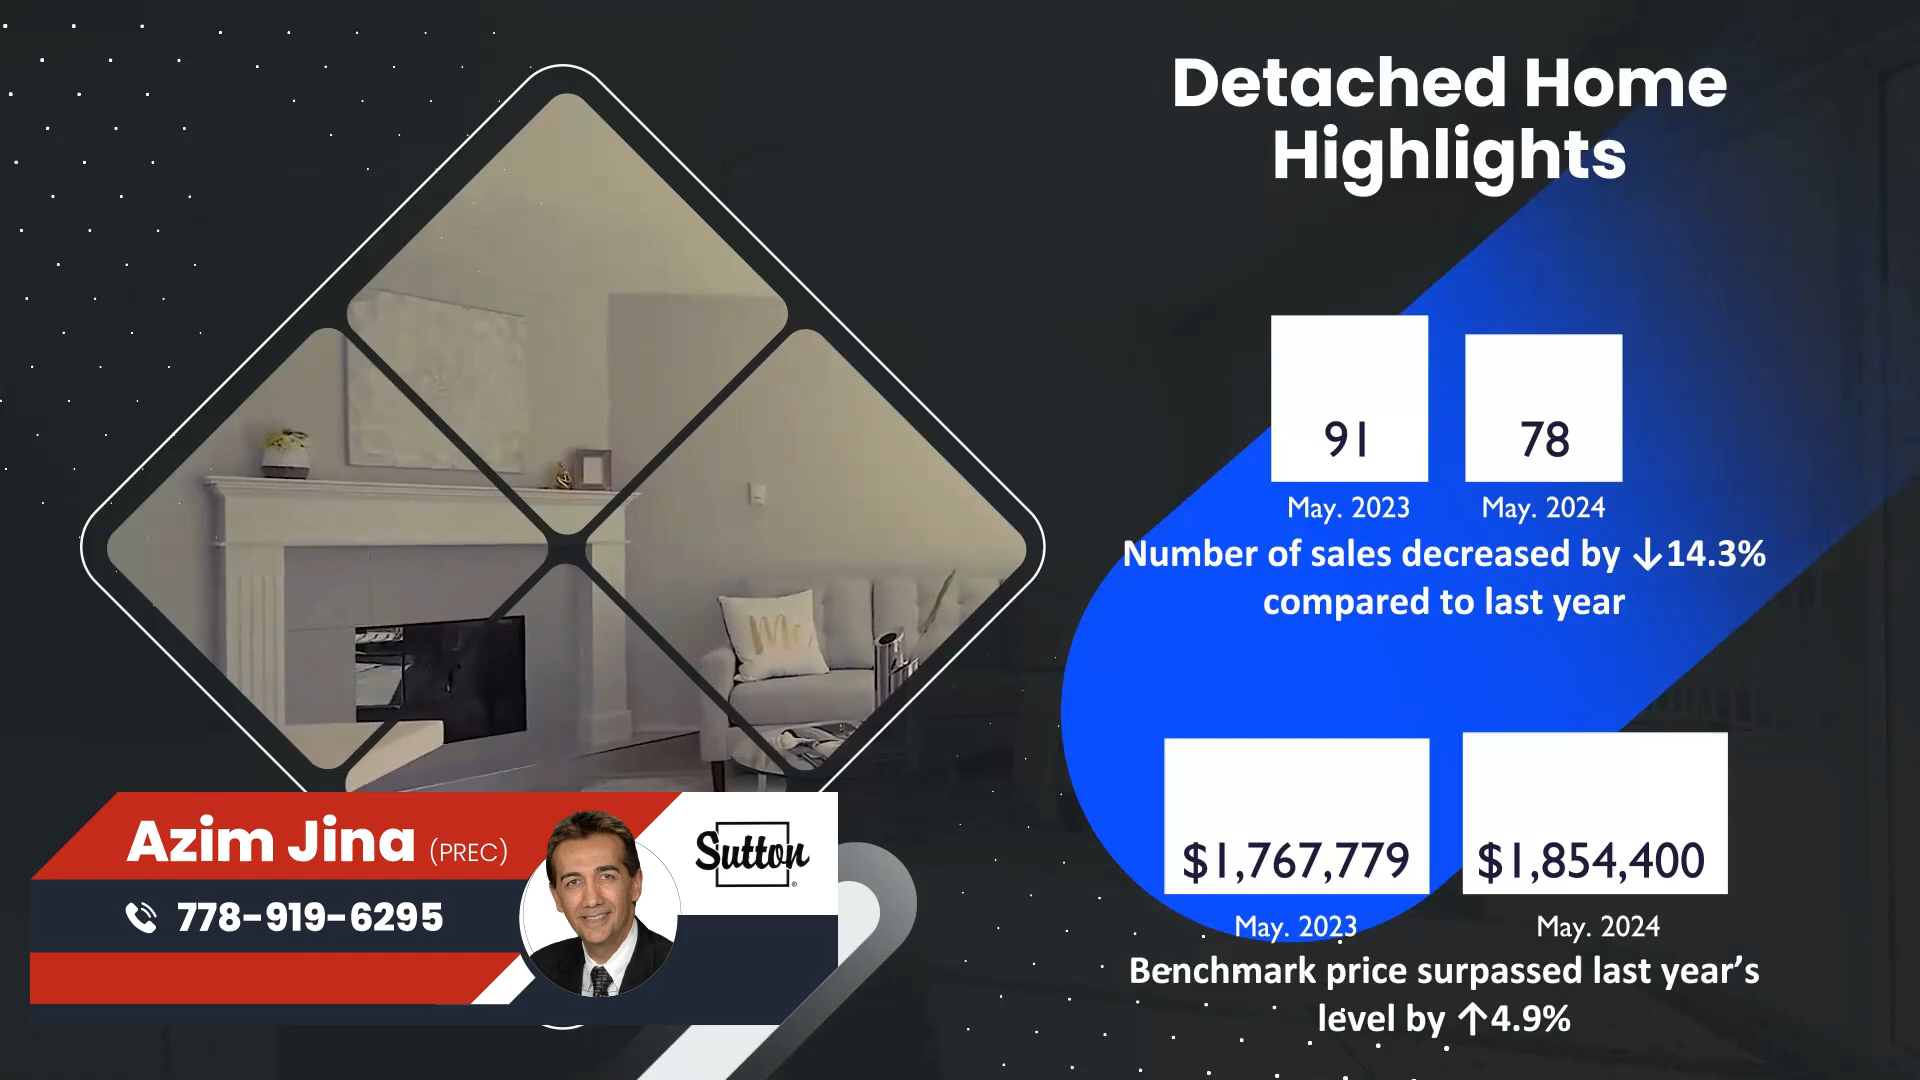 Detached Home
Highlights
91
78
May. 2023
May. 2024
Number of sales decreased by ↓14.3%
compared to last year
$1,767,779
$1,854,400
May. 2023
May. 2024
Benchmark price surpassed last year’s
level by ↑4.9%
Mr.
Azim Jina (PREC)
Sutton
778-919-6295